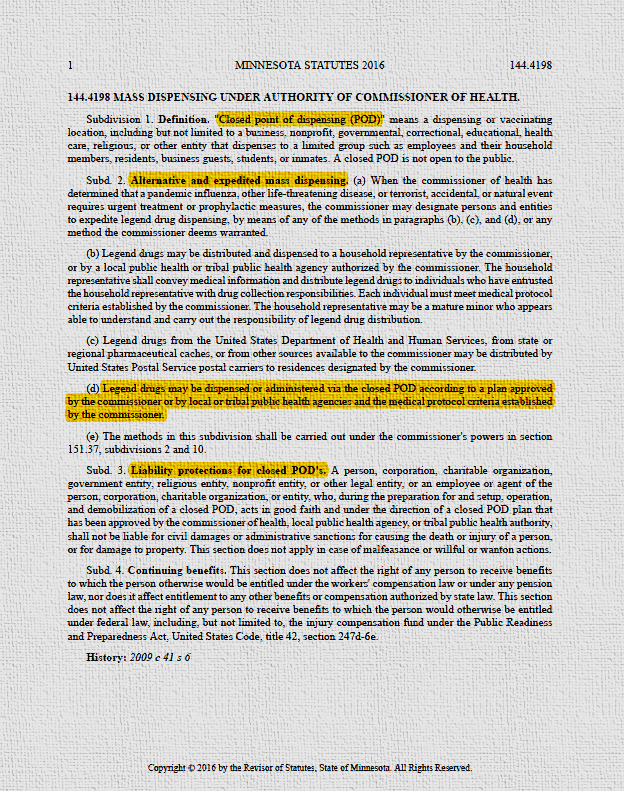 1 MINNESOTA STATUTES 2016 144.4198
144.4198 MASS DISPENSING UNDER AUTHORITY OF COMMISSIONER OF HEALTH.
Subdivision 1. Definition. "Closed point of dispensing (POD)" means a dispensing or vaccinating
location, including but not limited to a business, nonprofit, governmental, correctional, educational, health
care, religious, or other entity that dispenses to a limited group such as employees and their household
members, residents, business guests, students, or inmates. A closed POD is not open to the public.
Subd. 2. Alternative and expedited mass dispensing. (a) When the commissioner of health has
determined that a pandemic influenza, other life-threatening disease, or terrorist, accidental, or natural event
requires urgent treatment or prophylactic measures, the commissioner may designate persons and entities
to expedite legend drug dispensing, by means of any of the methods in paragraphs (b), (c), and (d), or any
method the commissioner deems warranted.
(b) Legend drugs may be distributed and dispensed to a household representative by the commissioner,
or by a local public health or tribal public health agency authorized by the commissioner. The household
representative shall convey medical information and distribute legend drugs to individuals who have entrusted
the household representative with drug collection responsibilities. Each individual must meet medical protocol
criteria established by the commissioner. The household representative may be a mature minor who appears
able to understand and carry out the responsibility of legend drug distribution.
(c) Legend drugs from the United States Department of Health and Human Services, from state or
regional pharmaceutical caches, or from other sources available to the commissioner may be distributed by
United States Postal Service postal carriers to residences designated by the commissioner.
(d) Legend drugs may be dispensed or administered via the closed POD according to a plan approved
by the commissioner or by local or tribal public health agencies and the medical protocol criteria established
by the commissioner.
(e) The methods in this subdivision shall be carried out under the commissioner's powers in section
151.37, subdivisions 2 and 10.
Subd. 3. Liability protections for closed POD's. A person, corporation, charitable organization,
government entity, religious entity, nonprofit entity, or other legal entity, or an employee or agent of the
person, corporation, charitable organization, or entity, who, during the preparation for and setup, operation,
and demobilization of a closed POD, acts in good faith and under the direction of a closed POD plan that
has been approved by the commissioner of health, local public health agency, or tribal public health authority,
shall not be liable for civil damages or administrative sanctions for causing the death or injury of a person,
or for damage to property. This section does not apply in case of malfeasance or willful or wanton actions.
Subd. 4. Continuing benefits. This section does not affect the right of any person to receive benefits
to which the person otherwise would be entitled under the workers' compensation law or under any pension
law, nor does it affect entitlement to any other benefits or compensation authorized by state law. This section
does not affect the right of any person to receive benefits to which the person would otherwise be entitled
under federal law, including, but not limited to, the injury compensation fund under the Public Readiness
and Preparedness Act, United States Code, title 42, section 247d-6e.
History: 2009 c 41 s 6
Copyright © 2016 by the Revisor of Statutes, State of Minnesota. All Rights Reserved.